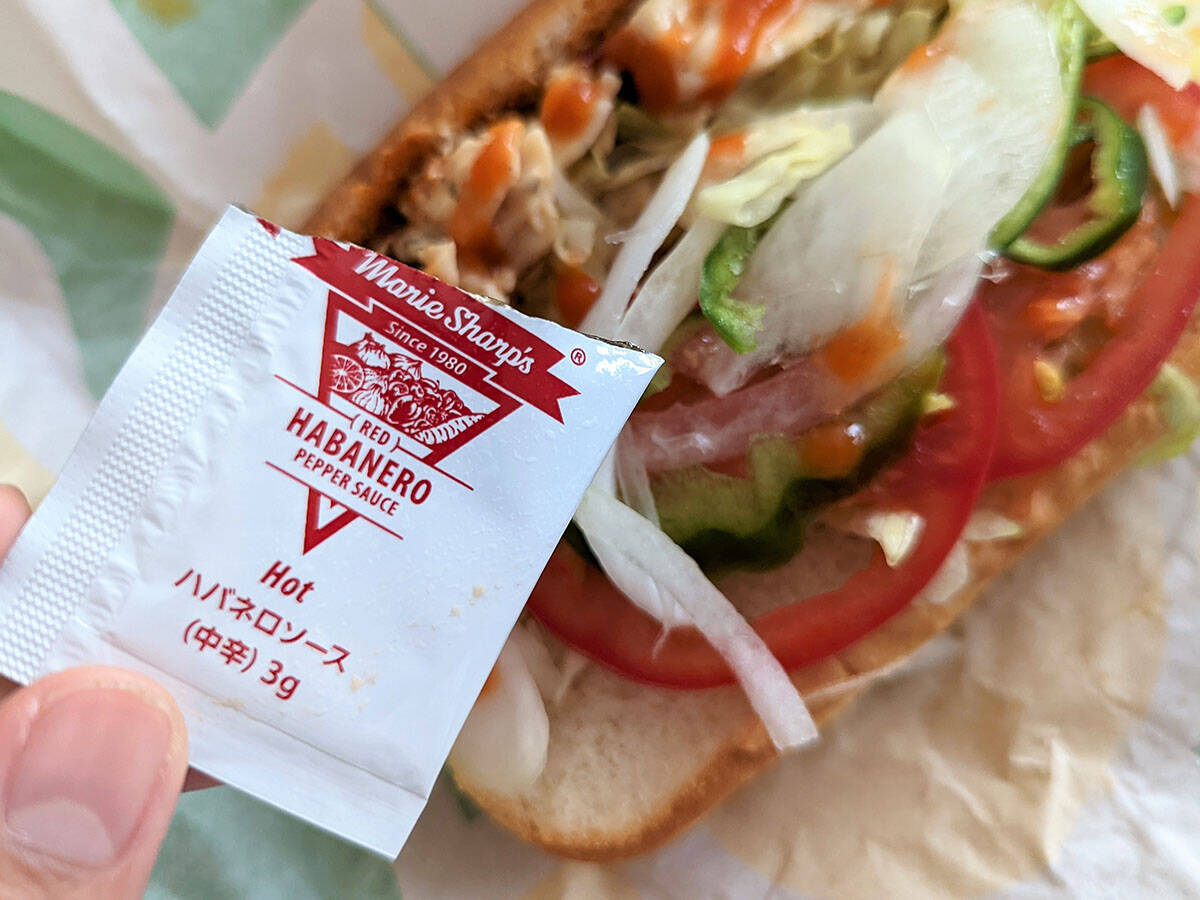 Marie Sharp's ®
Since 1980
(RED)
HABANERO
PEPPER SAUCE
Hot
ハバネロソース
(中辛) 3g